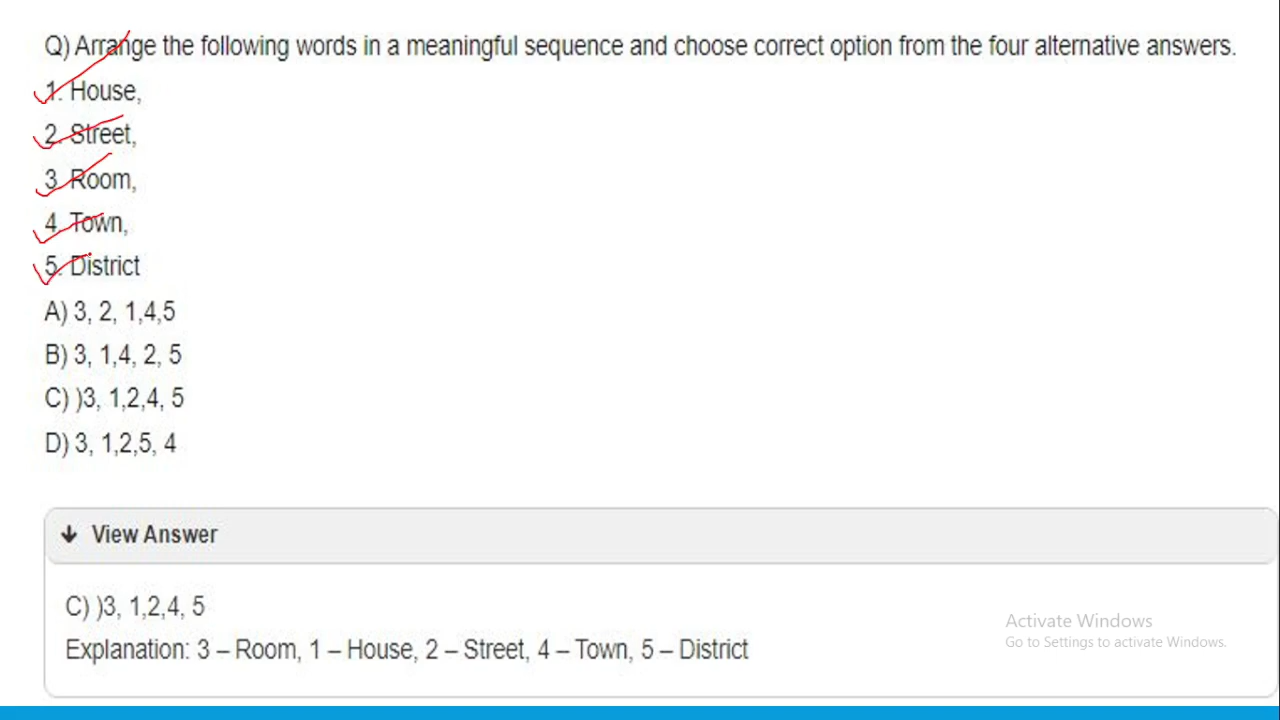 Q) Arrange the following words in a meaningful sequence and choose correct option from the four alternative answers.
1. House,
2. Street,
3. Room,
4. Town,
5. District
A) 3, 2, 1,4,5
B) 3, 1,4, 2, 5
C) )3, 1,2,4, 5
D) 3, 1,2,5, 4
View Answer
C) )3, 1,2,4, 5
Explanation: 3 – Room, 1 – House, 2 – Street, 4 – Town, 5 – District
Activate Windows
Go to Settings to activate Windows.